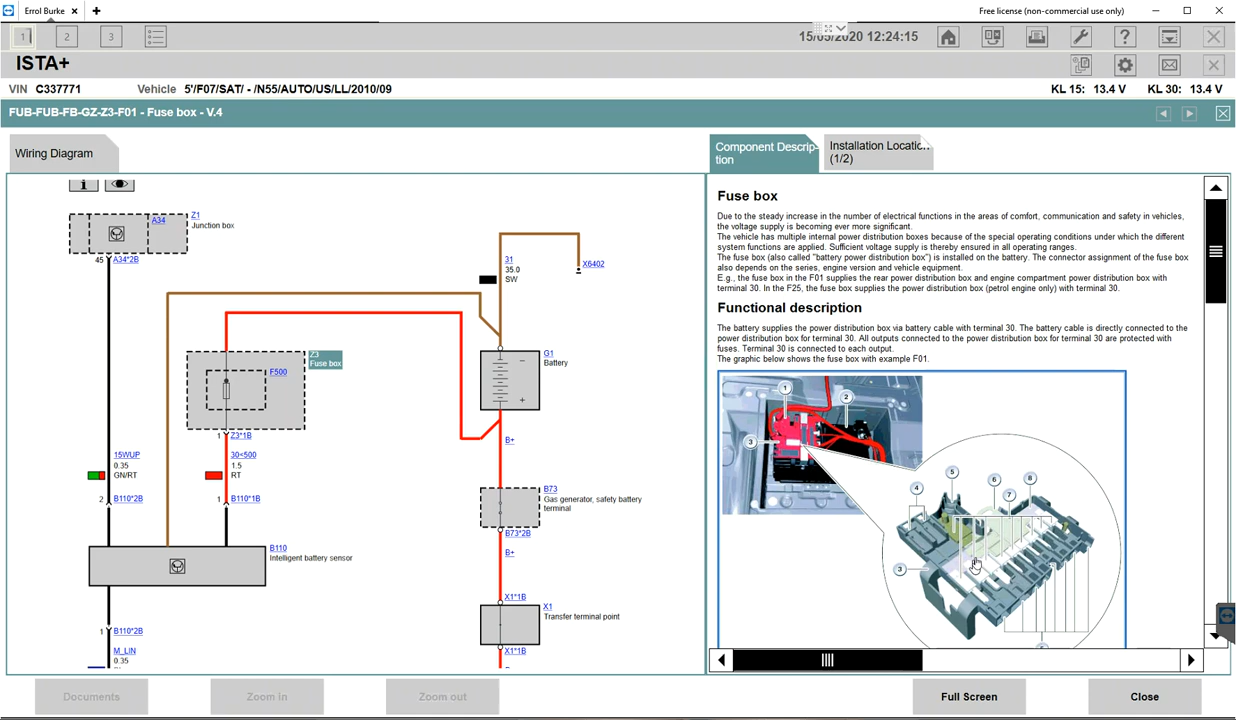 Errol Burke
Free license (non-commercial use only)
1
2
3
15/05/2020 12:24:15
ISTA+
VIN C337771 Vehicle 5'/F07/SAT/ - /N55/AUTO/US/LL/2010/09 KL 15: 13.4 V KL 30: 13.4 V
FUB-FUB-FB-GZ-Z3-F01 - Fuse box - V.4
Wiring Diagram
Z1
Junction box
A34
45 A34*2B
31
35.0
SW
X6402
Z3
Fuse box
F500
G1
Battery
1 Z3*1B
B+
15WUP
0.35
GN/RT
30<500
1.5
RT
2 B110*2B
1 B110*1B
B73
Gas generator, safety battery
terminal
B73*2B
B+
B110
Intelligent battery sensor
X1*1B
X1
Transfer terminal point
1 B110*2B
X1*1B
M_LIN
0.35
Component Descrip-
tion
Installation Locatic
(1/2)
Fuse box
Due to the steady increase in the number of electrical functions in the areas of comfort, communication and safety in vehicles,
the voltage supply is becoming ever more significant.
The vehicle has multiple internal power distribution boxes because of the special operating conditions under which the different
system functions are applied. Sufficient voltage supply is thereby ensured in all operating ranges.
The fuse box (also called "battery power distribution box") is installed on the battery. The connector assignment of the fuse box
also depends on the series, engine version and vehicle equipment.
E.g., the fuse box in the F01 supplies the rear power distribution box and engine compartment power distribution box with
terminal 30. In the F25, the fuse box supplies the power distribution box (petrol engine only) with terminal 30.
Functional description
The battery supplies the power distribution box via battery cable with terminal 30. The battery cable is directly connected to the
power distribution box for terminal 30. All outputs connected to the power distribution box for terminal 30 are protected with
fuses. Terminal 30 is connected to each output.
The graphic below shows the fuse box with example F01.
1
2
3
4
5
6
7
8
3
Documents
Zoom in
Zoom out
Full Screen
Close